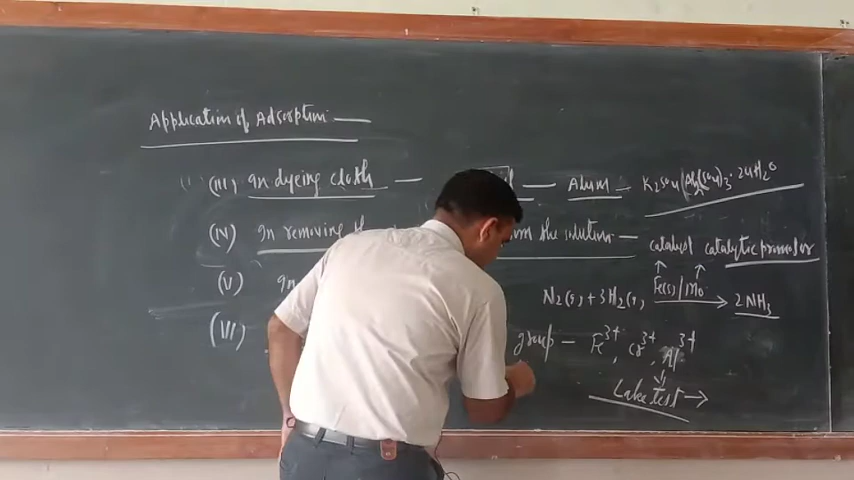 Application of Adsorption —
(III) In dyeing cloth — — Alum — K2SO4 Al2(SO4)3·24H2O
(IV) In removing the solution —
catalyst catalytic promotor
(V) In N2(g) + 3H2(g) Fe(s)/Mo → 2NH3
(VI) group — Fe3+, Cr3+, Al3+
Lake test →